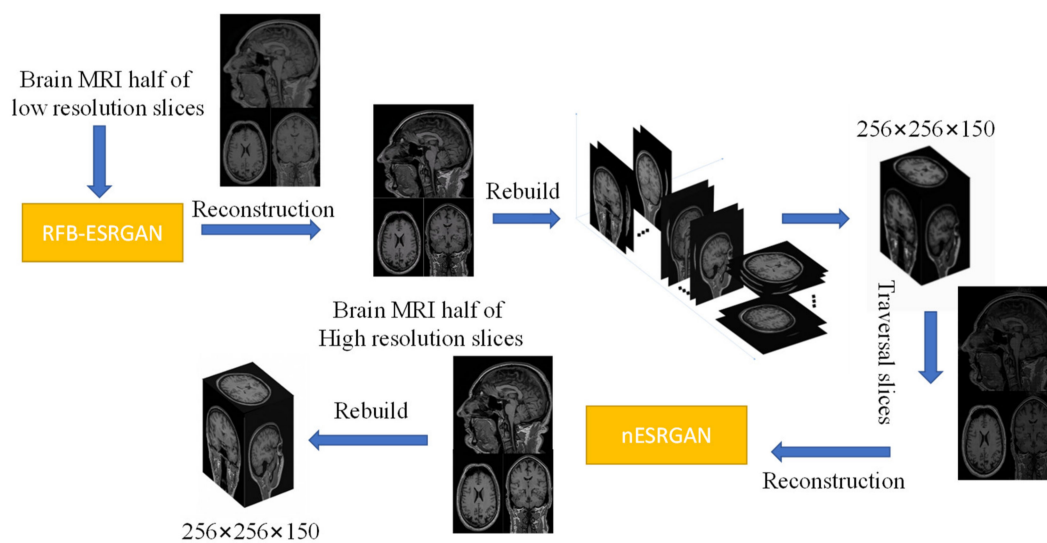 Brain MRI half of
low resolution slices
RFB-ESRGAN
Reconstruction
Rebuild
256×256×150
Traversal slices
Brain MRI half of
High resolution slices
nESRGAN
Reconstruction
Rebuild
256×256×150